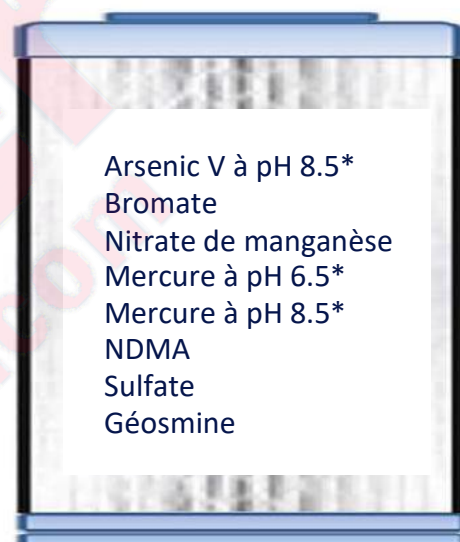 Arsenic V à pH 8.5*
Bromate
Nitrate de manganèse
Mercure à pH 6.5*
Mercure à pH 8.5*
NDMA
Sulfate
Géosmine